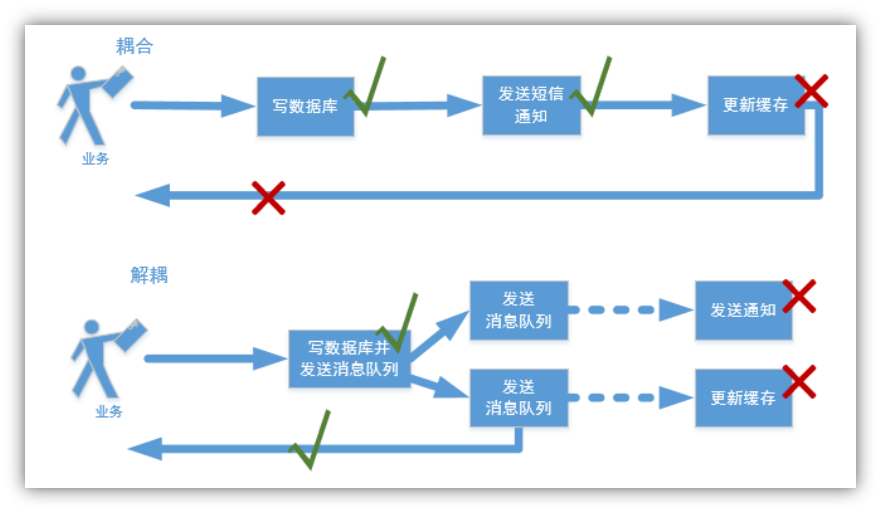 耦合
业务
写数据库
发送短信
通知
更新缓存
解耦
业务
写数据库并
发送消息队列
发送
消息队列
发送通知
发送
消息队列
更新缓存